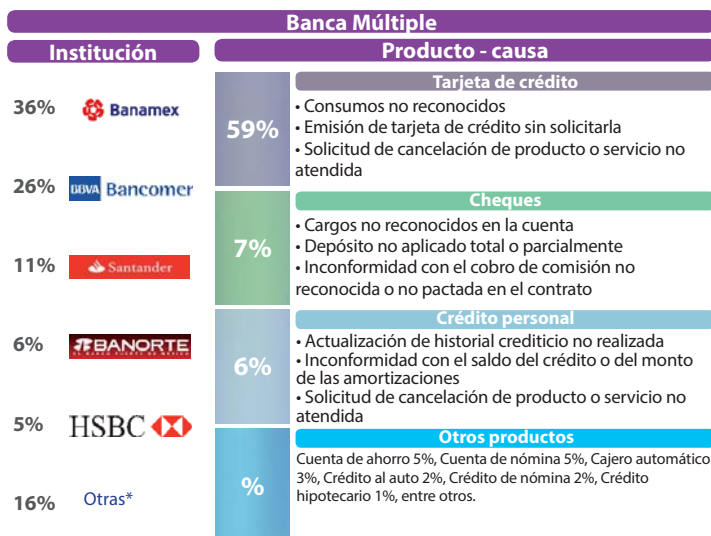 Banca Múltiple
Institución
36% Banamex
26% BBVA Bancomer
11% Santander
6% BANORTE
EL BANCO FUERTE DE MÉXICO
5% HSBC
16% Otras*
Producto - causa
59%
Tarjeta de crédito
• Consumos no reconocidos
• Emisión de tarjeta de crédito sin solicitarla
• Solicitud de cancelación de producto o servicio no
atendida
7%
Cheques
• Cargos no reconocidos en la cuenta
• Depósito no aplicado total o parcialmente
• Inconformidad con el cobro de comisión no
reconocida o no pactada en el contrato
6%
Crédito personal
• Actualización de historial crediticio no realizada
• Inconformidad con el saldo del crédito o del monto
de las amortizaciones
• Solicitud de cancelación de producto o servicio no
atendida
%
Otros productos
Cuenta de ahorro 5%, Cuenta de nómina 5%, Cajero automático
3%, Crédito al auto 2%, Crédito de nómina 2%, Crédito
hipotecario 1%, entre otros.